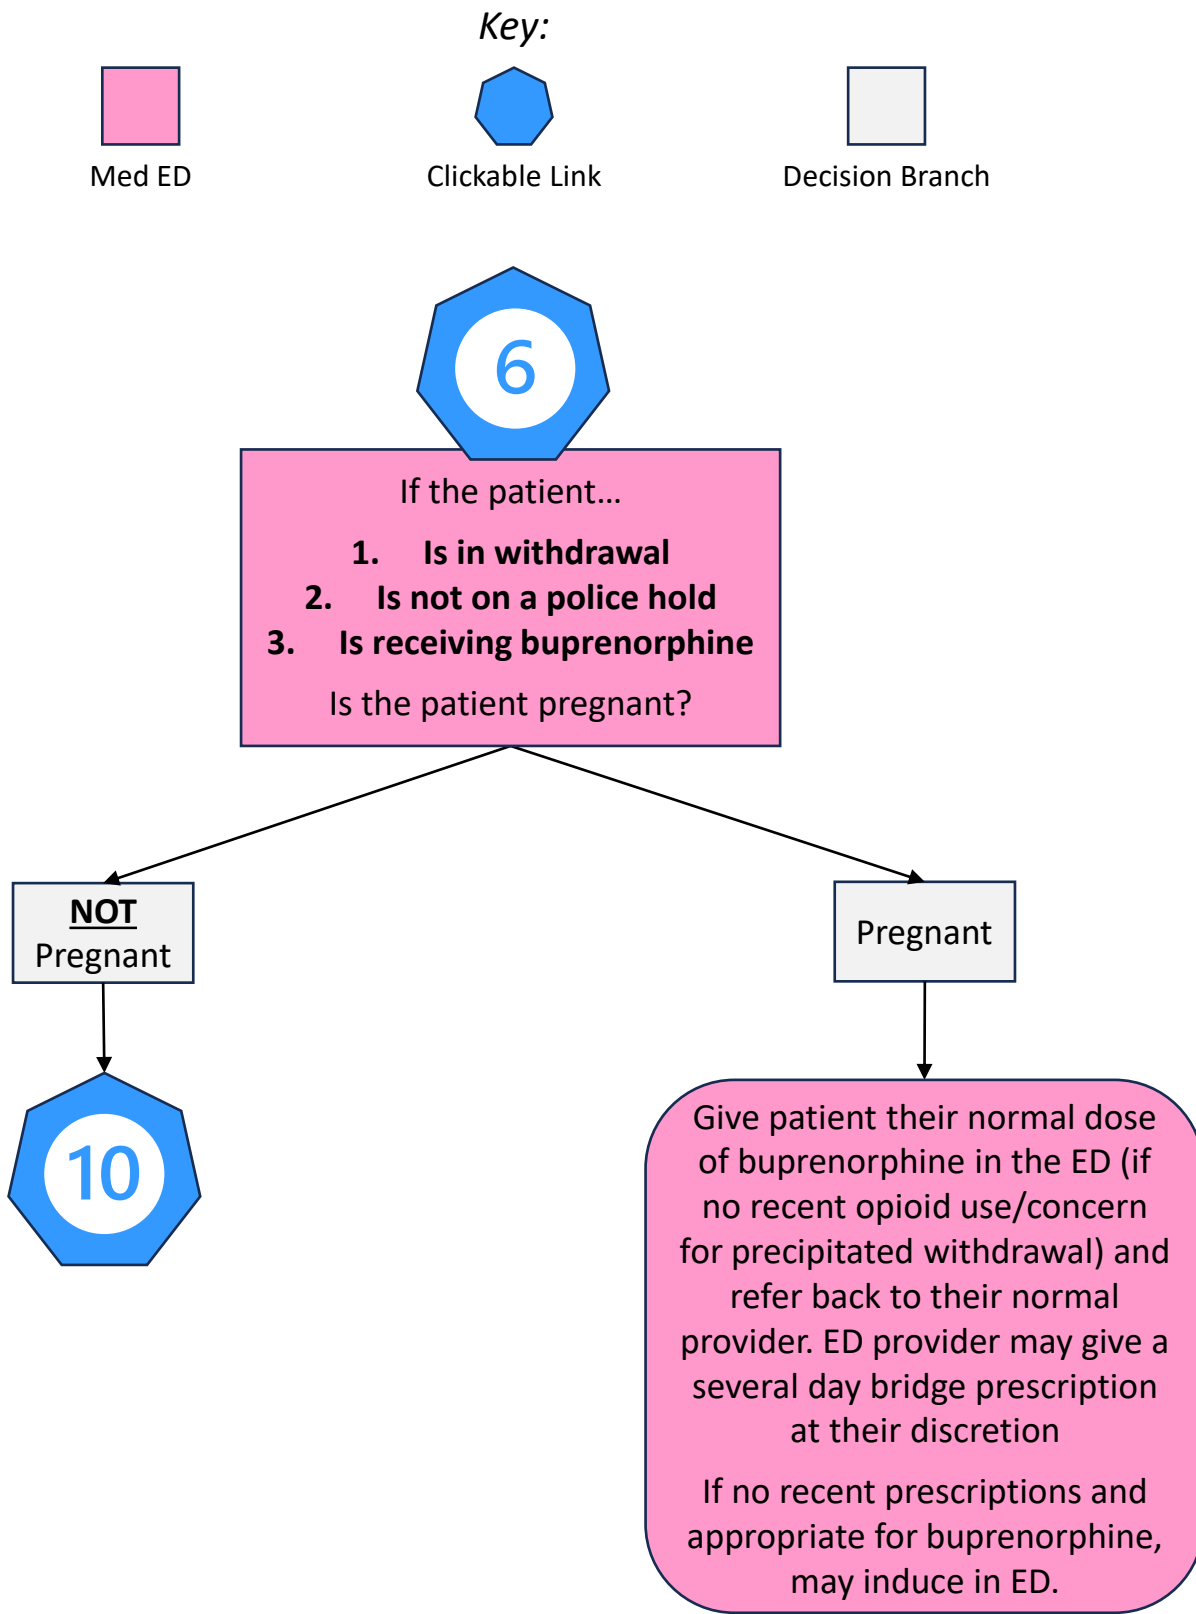 Key:
Med ED
Clickable Link
Decision Branch
6
If the patient...
1. Is in withdrawal
2. Is not on a police hold
3. Is receiving buprenorphine
Is the patient pregnant?
NOT
Pregnant
Pregnant
10
Give patient their normal dose
of buprenorphine in the ED (if
no recent opioid use/concern
for precipitated withdrawal) and
refer back to their normal
provider. ED provider may give a
several day bridge prescription
at their discretion
If no recent prescriptions and
appropriate for buprenorphine,
may induce in ED.